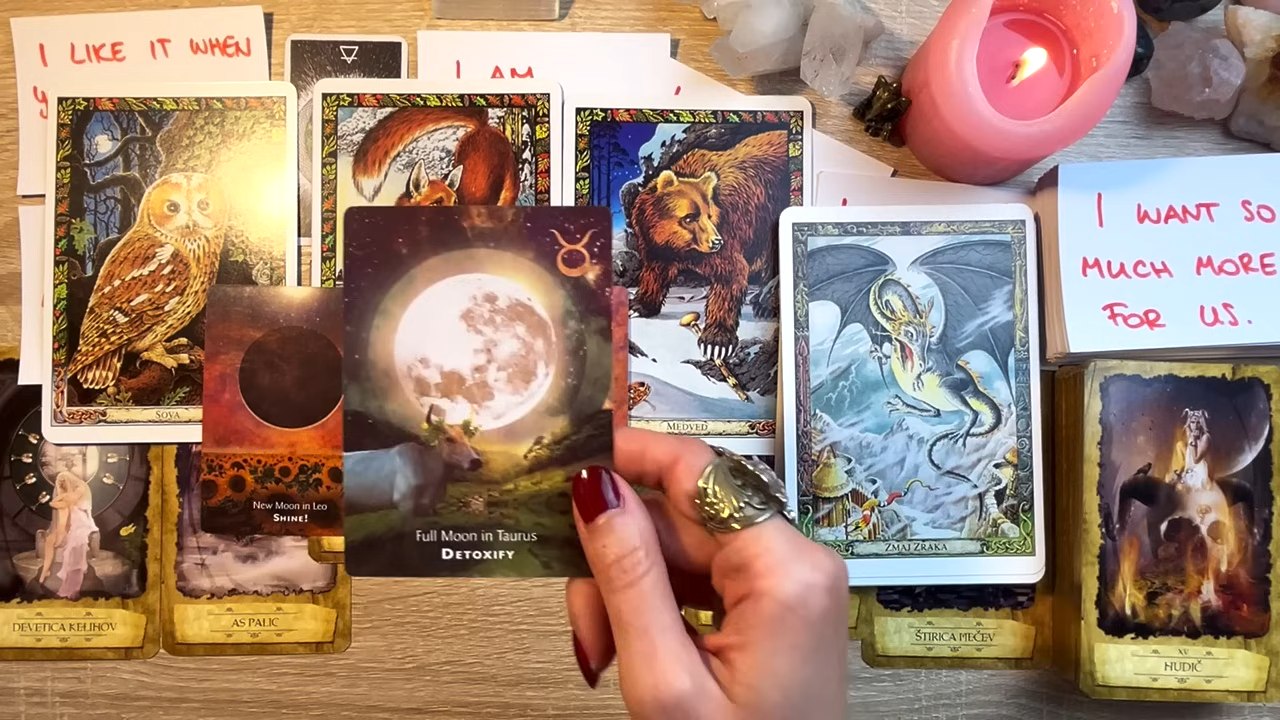 I LIKE IT WHEN
I AM
I WANT SO
MUCH MORE
FOR US.
SOVA
MEDVED
ZMAJ ZRAKA
New Moon in Leo
SHINE!
Full Moon in Taurus
DETOXIFY
DEVETICA KELIHOV
AS PALIC
ŠTIRICA MEČEV
XV
HUDIČ